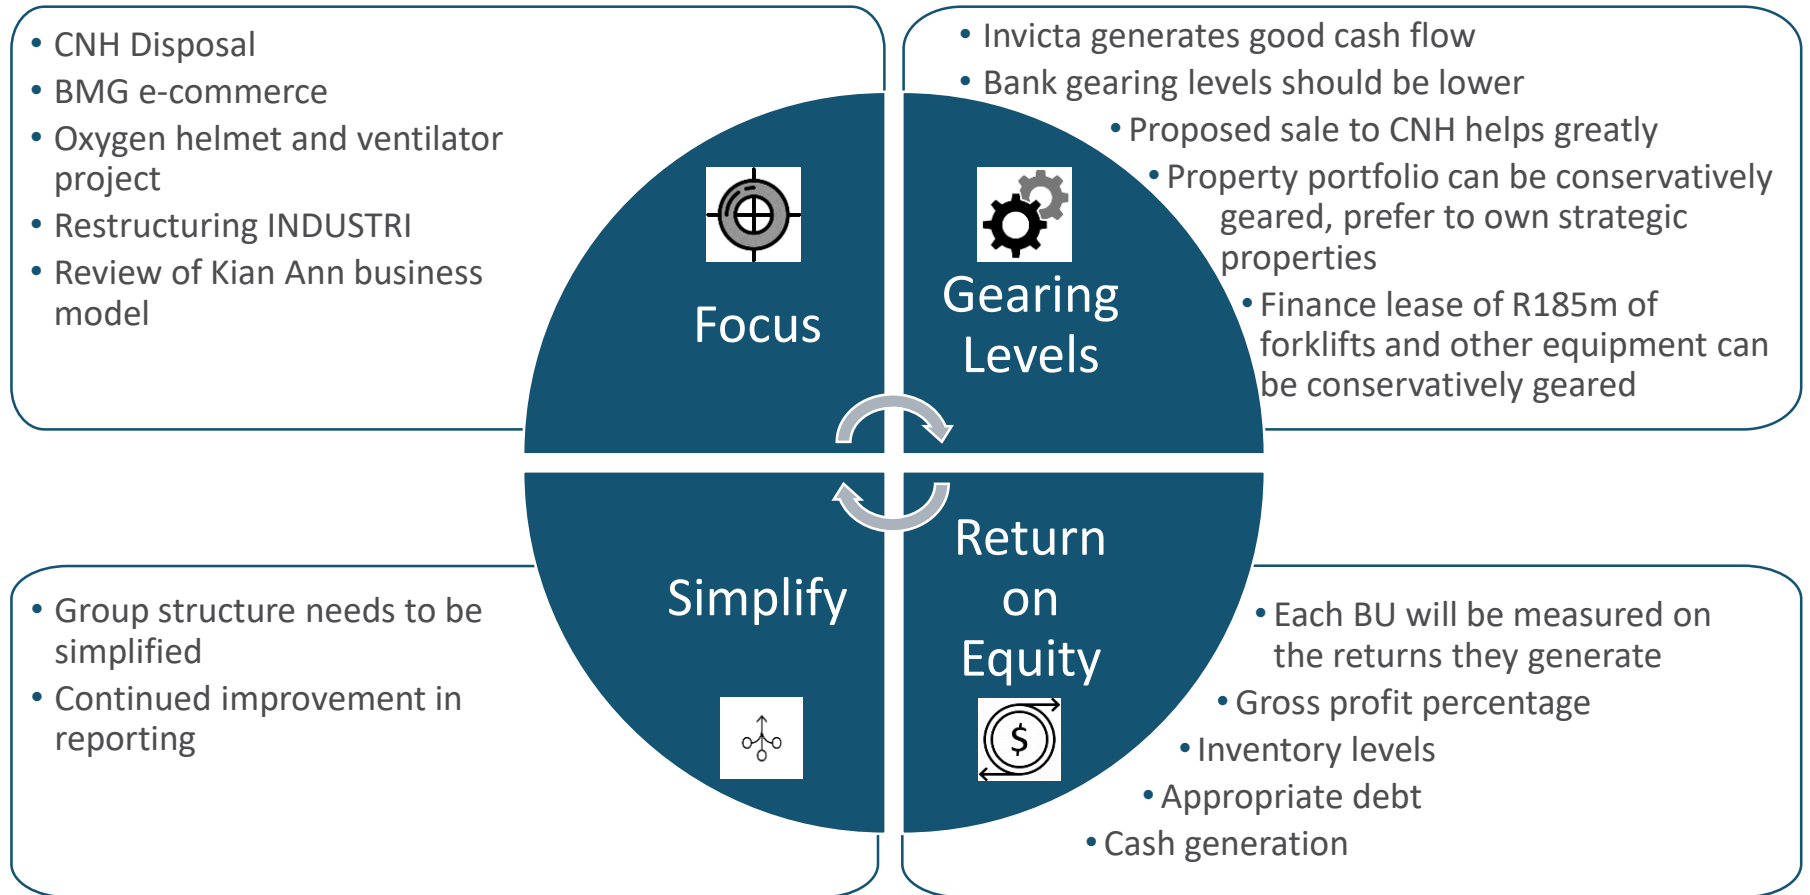 • CNH Disposal
• BMG e-commerce
• Oxygen helmet and ventilator
project
• Restructuring INDUSTRI
• Review of Kian Ann business
model
Focus
• Invicta generates good cash flow
• Bank gearing levels should be lower
• Proposed sale to CNH helps greatly
• Property portfolio can be conservatively
geared, prefer to own strategic
properties
• Finance lease of R185m of
forklifts and other equipment can
be conservatively geared
Gearing
Levels
• Group structure needs to be
simplified
• Continued improvement in
reporting
Simplify
Return
on
Equity
$
• Each BU will be measured on
the returns they generate
• Gross profit percentage
• Inventory levels
• Appropriate debt
• Cash generation